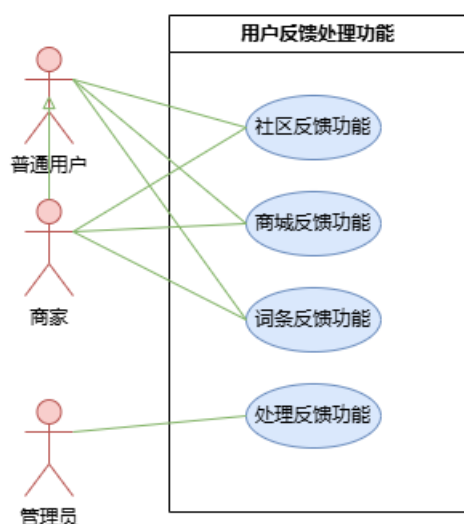 用户反馈处理功能
社区反馈功能
普通用户
商城反馈功能
商家
词条反馈功能
处理反馈功能
管理员